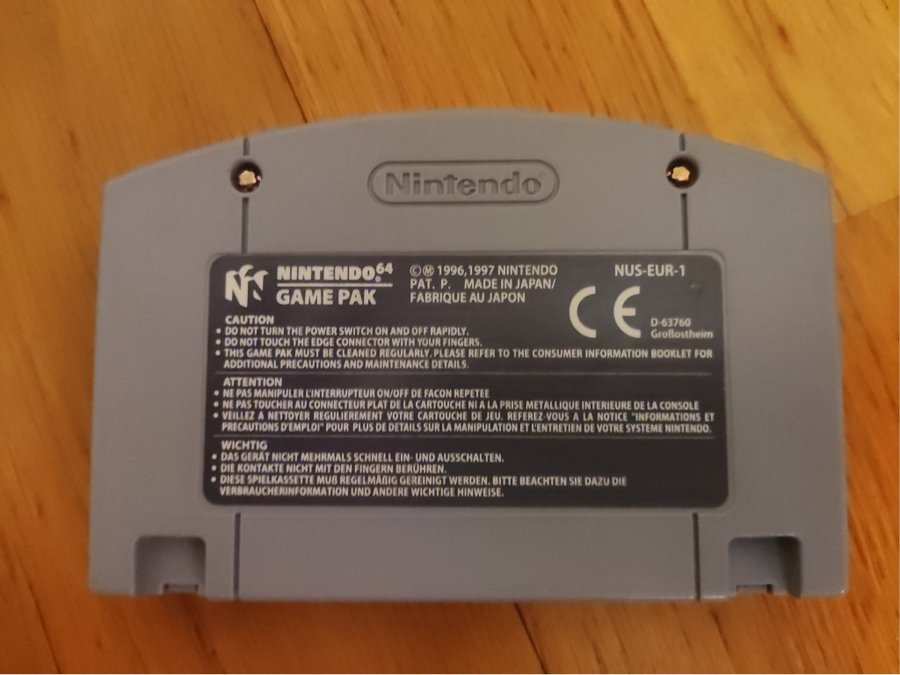 Nintendo
NINTENDO64
GAME PAK
©Ⓜ 1996,1997 NINTENDO
PAT. P. MADE IN JAPAN/
FABRIQUE AU JAPON
NUS-EUR-1
CE
D-63760
Großostheim
CAUTION
• DO NOT TURN THE POWER SWITCH ON AND OFF RAPIDLY.
• DO NOT TOUCH THE EDGE CONNECTOR WITH YOUR FINGERS.
• THIS GAME PAK MUST BE CLEANED REGULARLY. PLEASE REFER TO THE CONSUMER INFORMATION BOOKLET FOR
ADDITIONAL PRECAUTIONS AND MAINTENANCE DETAILS.
ATTENTION
• NE PAS MANIPULER L'INTERRUPTEUR ON/OFF DE FACON REPETEE
• NE PAS TOUCHER AU CONNECTEUR PLAT DE LA CARTOUCHE NI A LA PRISE METALLIQUE INTERIEURE DE LA CONSOLE
• VEILLEZ A NETTOYER REGULIEREMENT VOTRE CARTOUCHE DE JEU. REFEREZ-VOUS A LA NOTICE "INFORMATIONS ET
PRECAUTIONS D'EMPLOI" POUR PLUS DE DETAILS SUR LA MANIPULATION ET L'ENTRETIEN DE VOTRE SYSTEME NINTENDO.
WICHTIG
• DAS GERÄT NICHT MEHRMALS SCHNELL EIN- UND AUSSCHALTEN.
• DIE KONTAKTE NICHT MIT DEN FINGERN BERÜHREN.
• DIESE SPIELKASSETTE MUß REGELMÄßIG GEREINIGT WERDEN. BITTE BEACHTEN SIE DAZU DIE
VERBRAUCHERINFORMATION UND ANDERE WICHTIGE HINWEISE.